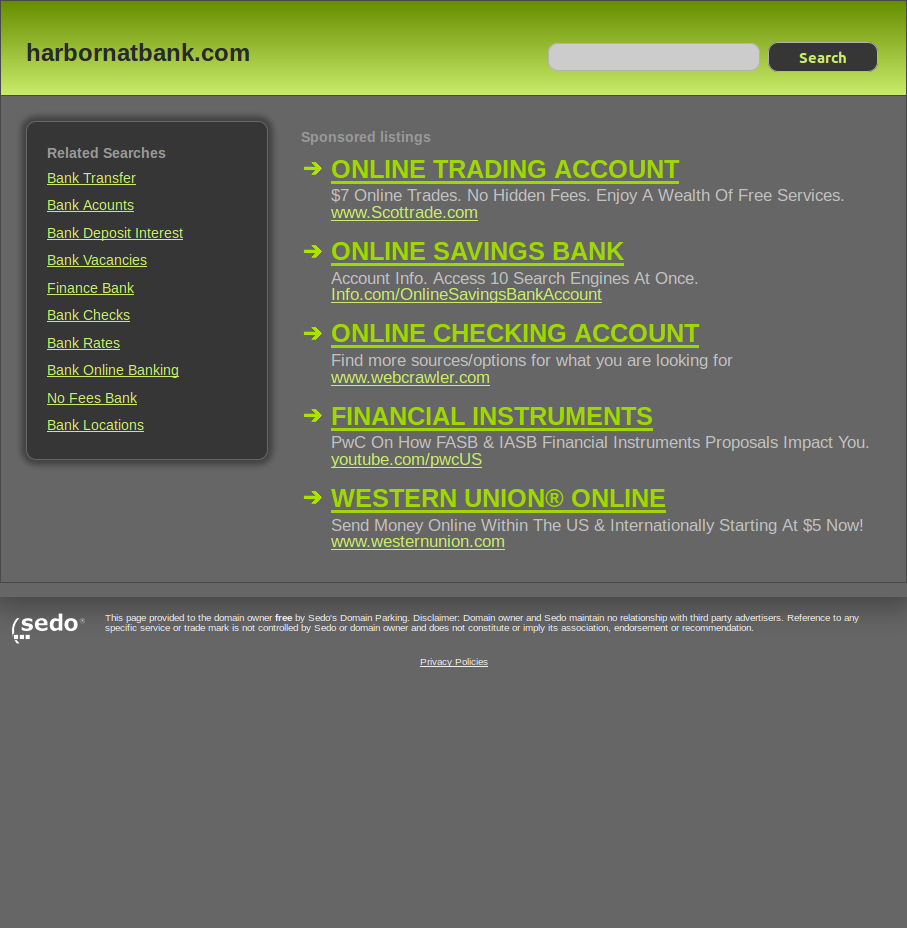 harbornatbank.com
Search
Related Searches
Bank Transfer
Bank Acounts
Bank Deposit Interest
Bank Vacancies
Finance Bank
Bank Checks
Bank Rates
Bank Online Banking
No Fees Bank
Bank Locations
Sponsored listings
ONLINE TRADING ACCOUNT
$7 Online Trades. No Hidden Fees. Enjoy A Wealth Of Free Services.
www.Scottrade.com
ONLINE SAVINGS BANK
Account Info. Access 10 Search Engines At Once.
Info.com/OnlineSavingsBankAccount
ONLINE CHECKING ACCOUNT
Find more sources/options for what you are looking for
www.webcrawler.com
FINANCIAL INSTRUMENTS
PwC On How FASB & IASB Financial Instruments Proposals Impact You.
youtube.com/pwcUS
WESTERN UNION® ONLINE
Send Money Online Within The US & Internationally Starting At $5 Now!
www.westernunion.com
sedo®
This page provided to the domain owner free by Sedo's Domain Parking. Disclaimer: Domain owner and Sedo maintain no relationship with third party advertisers. Reference to any
specific service or trade mark is not controlled by Sedo or domain owner and does not constitute or imply its association, endorsement or recommendation.
Privacy Policies